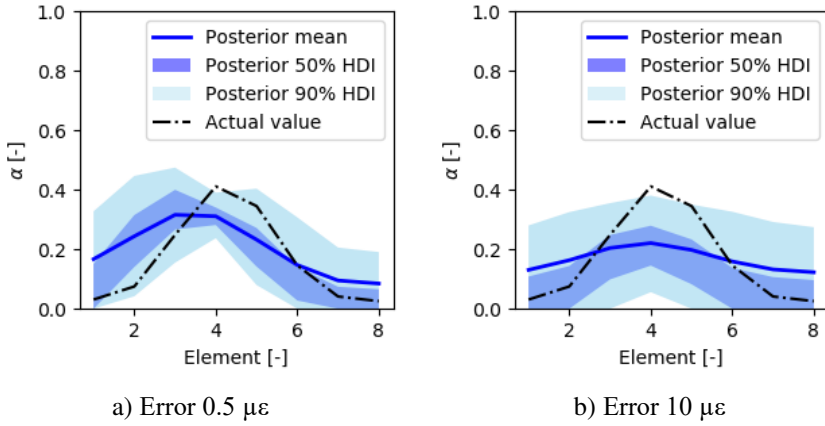 1.0
0.8
0.6
0.4
0.2
0.0
α [-]
Posterior mean
Posterior 50% HDI
Posterior 90% HDI
Actual value
2 4 6 8
Element [-]
a) Error 0.5 με
1.0
0.8
0.6
0.4
0.2
0.0
α [-]
Posterior mean
Posterior 50% HDI
Posterior 90% HDI
Actual value
2 4 6 8
Element [-]
b) Error 10 με